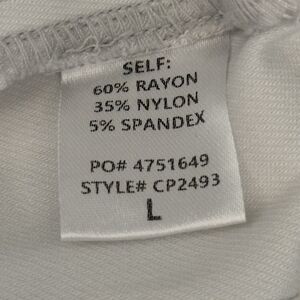 SELF:
60% RAYON
35% NYLON
5% SPANDEX
PO# 4751649
STYLE# CP2493
L